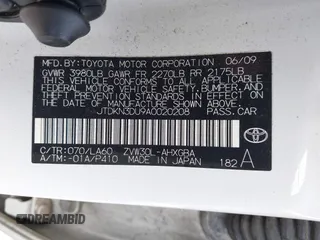 MFD.BY:TOYOTA MOTOR CORPORATION 06/09
GVWR 3980LB GAWR FR 2270LB RR 2175LB
THIS VEHICLE CONFORMS TO ALL APPLICABLE
FEDERAL MOTOR VEHICLE SAFETY, BUMPER, AND
THEFT PREVENTION STANDARDS IN EFFECT ON
THE DATE OF MANUFACTURE SHOWN ABOVE.
JTDKN3DU9A0020208 PASS.CAR
C/TR:070/LA60 ZVW30L-AHXGBA
A/TM:-01A/P410 MADE IN JAPAN 182 A
TOYOTA
© AUTOBIDMASTER